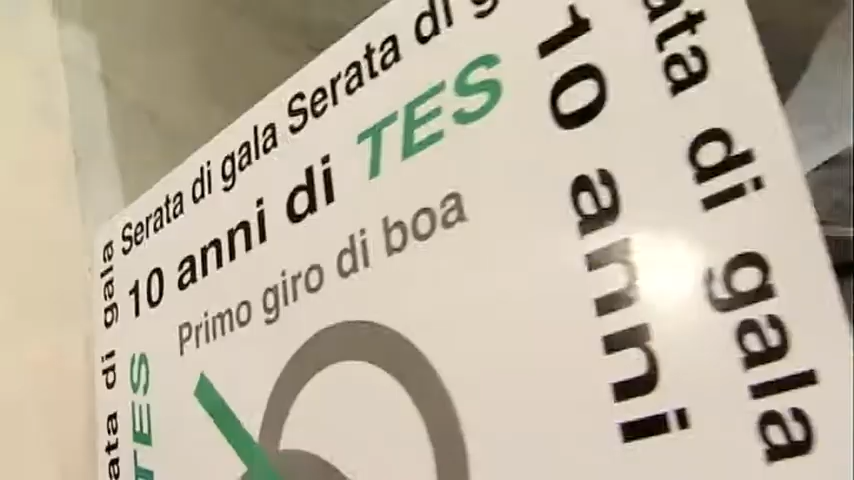 Serata di gala Serata di g
10 anni di TES
Primo giro di boa
ata di gala
TES
10 anni
ata di gala